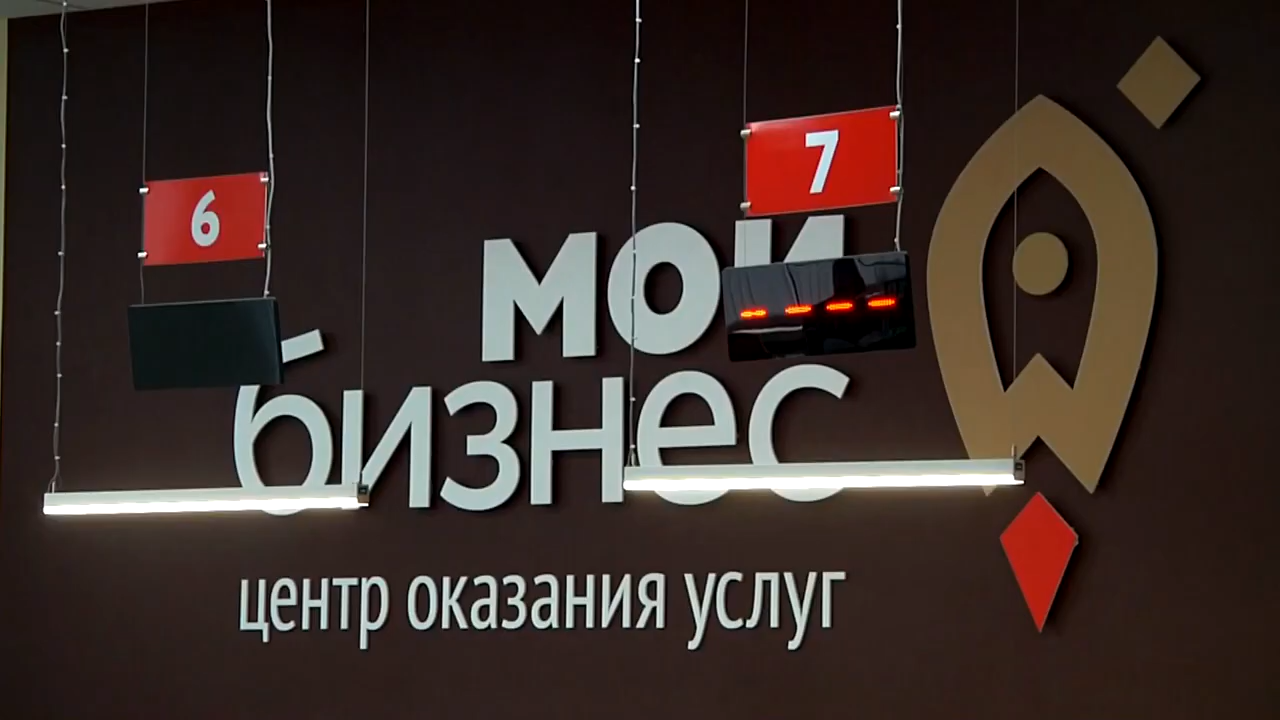 6
7
мой
бизнес
центр оказания услуг